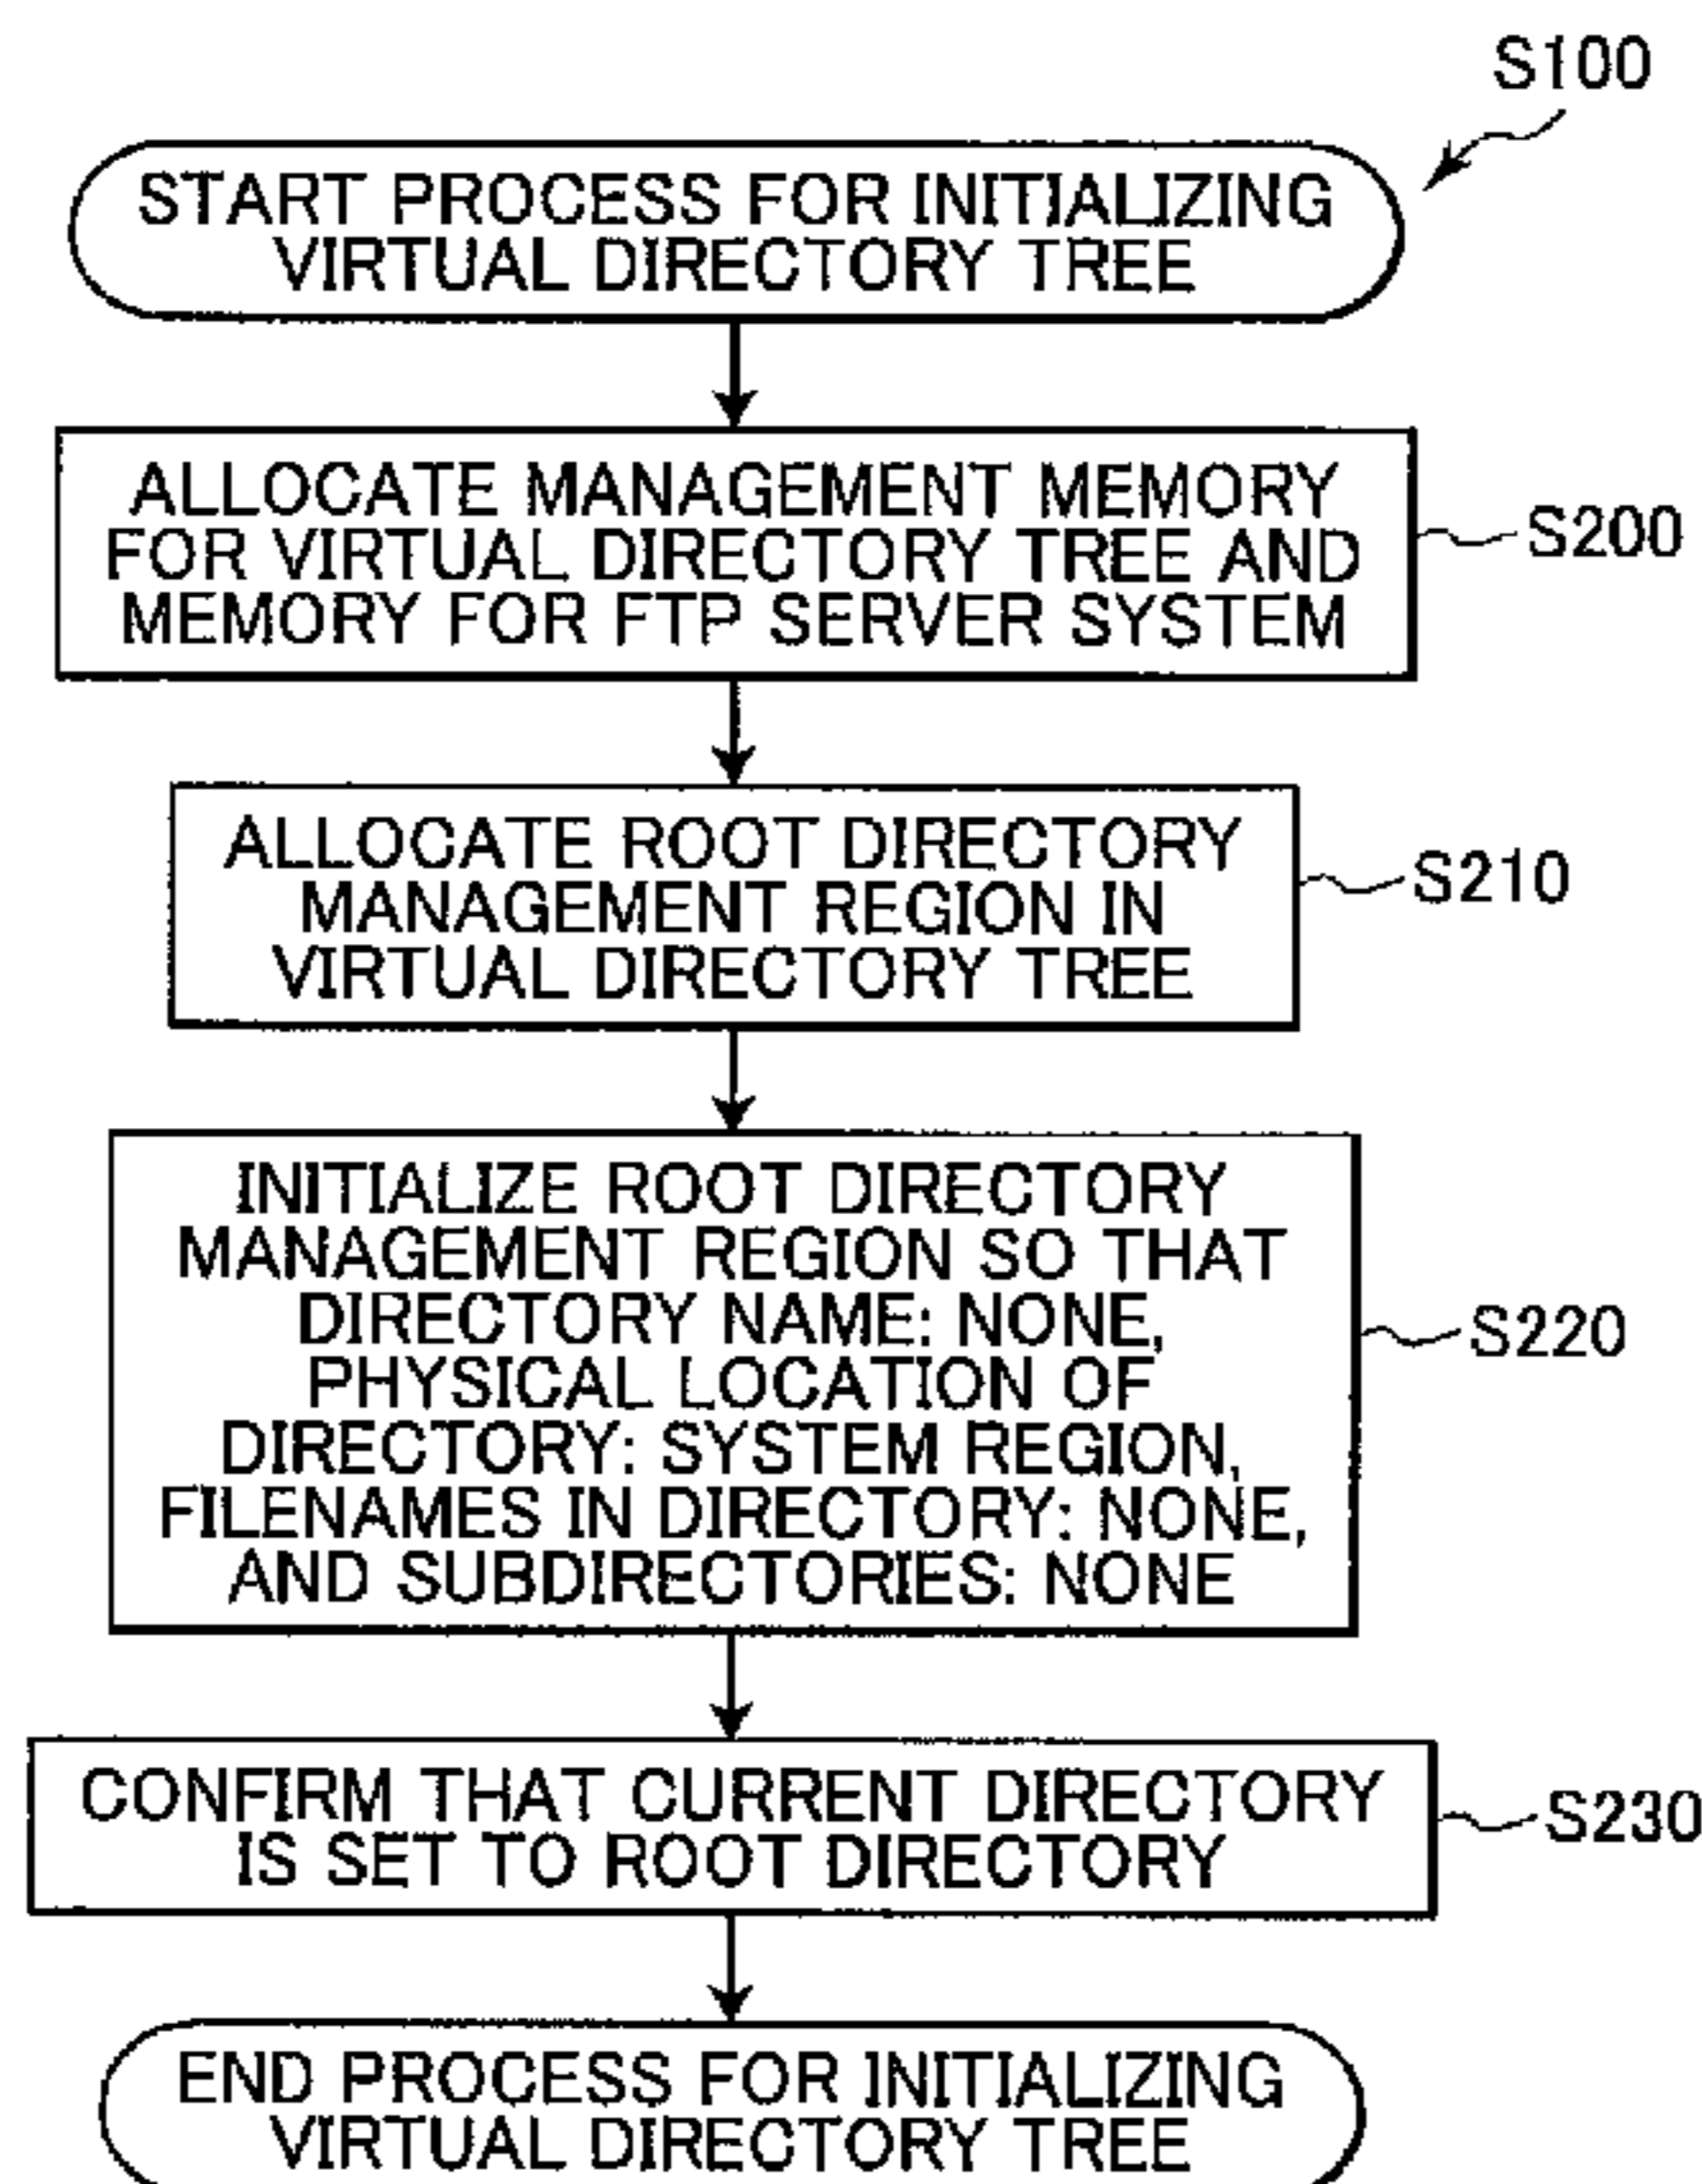 S100
START PROCESS FOR INITIALIZING
VIRTUAL DIRECTORY TREE
ALLOCATE MANAGEMENT MEMORY
FOR VIRTUAL DIRECTORY TREE AND
MEMORY FOR FTP SERVER SYSTEM
S200
ALLOCATE ROOT DIRECTORY
MANAGEMENT REGION IN
VIRTUAL DIRECTORY TREE
S210
INITIALIZE ROOT DIRECTORY
MANAGEMENT REGION SO THAT
DIRECTORY NAME: NONE,
PHYSICAL LOCATION OF
DIRECTORY: SYSTEM REGION,
FILENAMES IN DIRECTORY: NONE,
AND SUBDIRECTORIES: NONE
S220
CONFIRM THAT CURRENT DIRECTORY
IS SET TO ROOT DIRECTORY
S230
END PROCESS FOR INITIALIZING
VIRTUAL DIRECTORY TREE